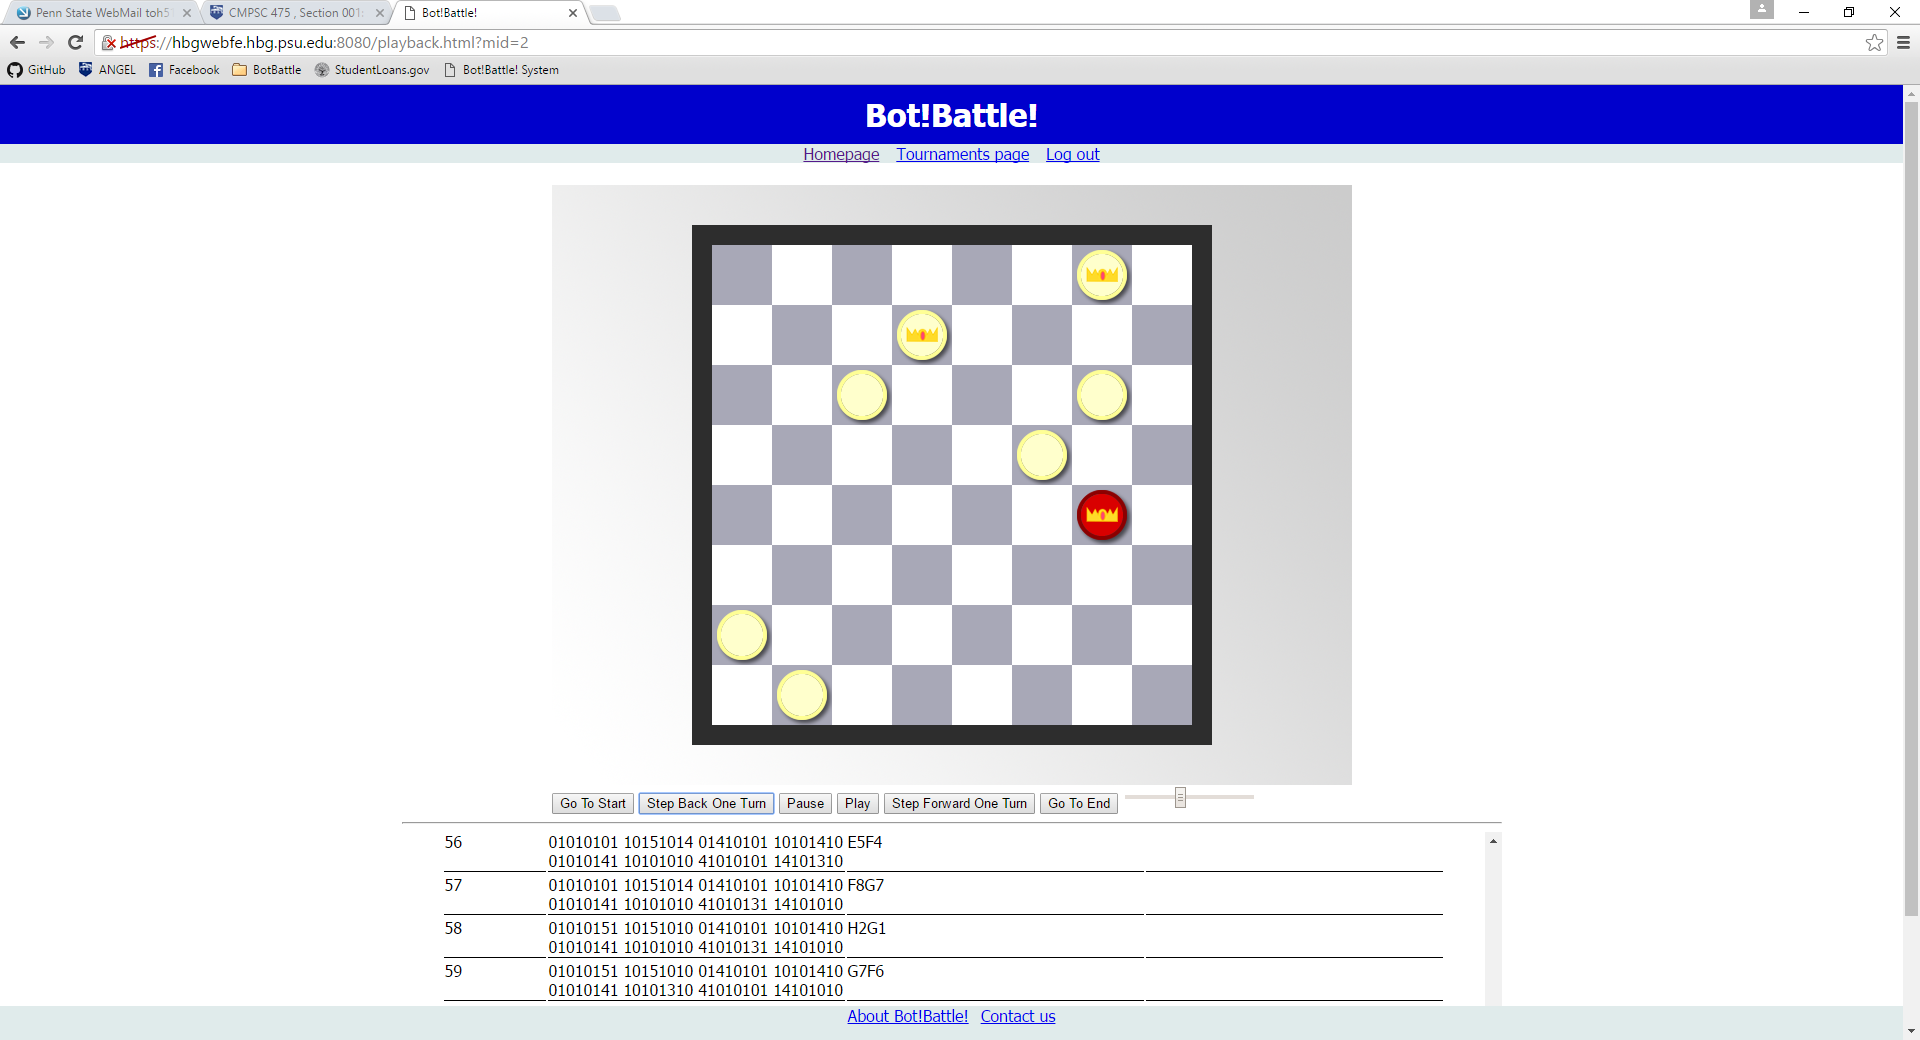 Penn State WebMail toh5 CMPSC 475 , Section 001: Bot!Battle!
https://hbgwebfe.hbg.psu.edu:8080/playback.html?mid=2
GitHub ANGEL Facebook BotBattle StudentLoans.gov Bot!Battle! System
Bot!Battle!
Homepage Tournaments page Log out
Go To Start Step Back One Turn Pause Play Step Forward One Turn Go To End
56 01010101 10151014 01410101 10101410 E5F4
01010141 10101010 41010101 14101310
57 01010101 10151014 01410101 10101410 F8G7
01010141 10101010 41010131 14101010
58 01010151 10151010 01410101 10101410 H2G1
01010141 10101010 41010131 14101010
59 01010151 10151010 01410101 10101410 G7F6
01010141 10101310 41010101 14101010
About Bot!Battle! Contact us